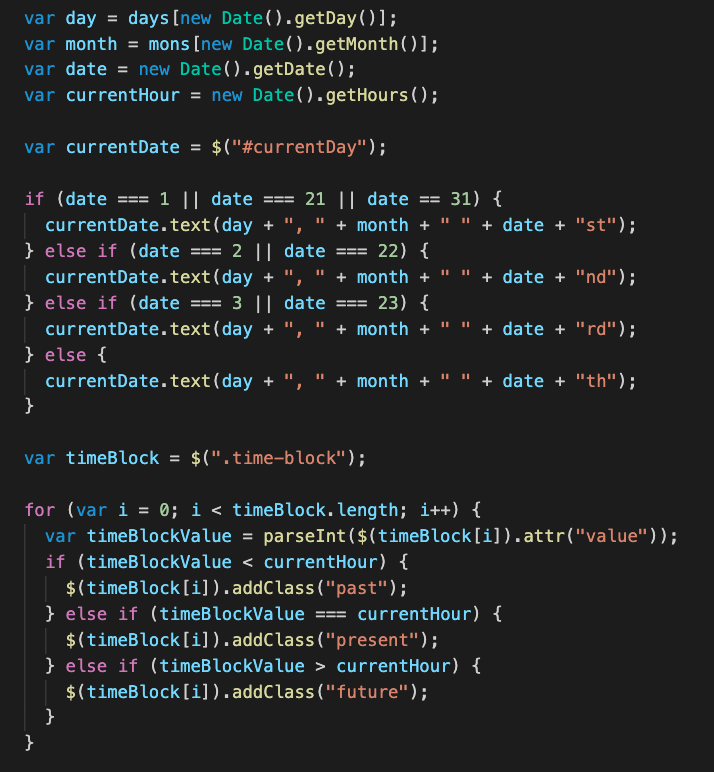 var day = days[new Date().getDay()];
var month = mons[new Date().getMonth()];
var date = new Date().getDate();
var currentHour = new Date().getHours();
var currentDate = $("#currentDay");
if (date === 1 || date === 21 || date == 31) {
  currentDate.text(day + ", " + month + " " + date + "st");
} else if (date === 2 || date === 22) {
  currentDate.text(day + ", " + month + " " + date + "nd");
} else if (date === 3 || date === 23) {
  currentDate.text(day + ", " + month + " " + date + "rd");
} else {
  currentDate.text(day + ", " + month + " " + date + "th");
}
var timeBlock = $(".time-block");
for (var i = 0; i < timeBlock.length; i++) {
  var timeBlockValue = parseInt($(timeBlock[i]).attr("value"));
  if (timeBlockValue < currentHour) {
    $(timeBlock[i]).addClass("past");
  } else if (timeBlockValue === currentHour) {
    $(timeBlock[i]).addClass("present");
  } else if (timeBlockValue > currentHour) {
    $(timeBlock[i]).addClass("future");
  }
}